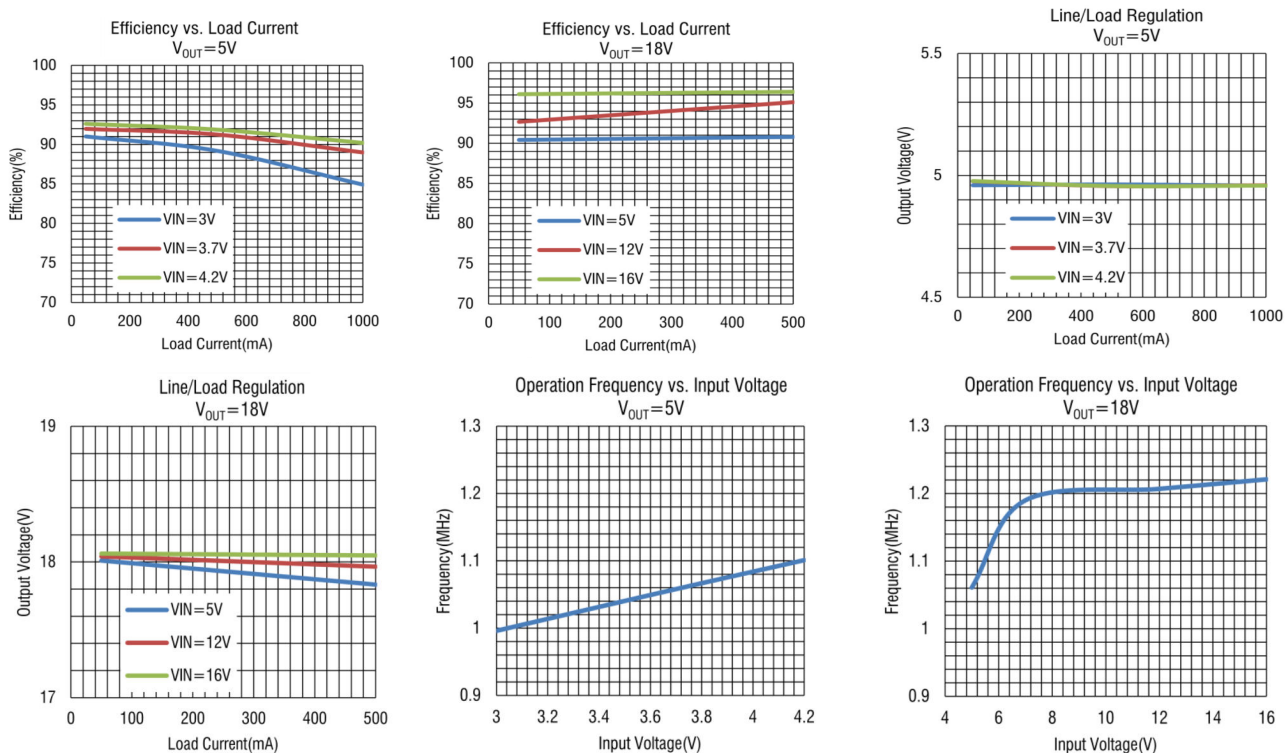 Efficiency vs. Load Current
VOUT=5V
100
95
90
85
80
75
70
Efficiency(%)
VIN=3V
VIN=3.7V
VIN=4.2V
0 200 400 600 800 1000
Load Current(mA)
Efficiency vs. Load Current
VOUT=18V
100
95
90
85
80
75
70
Efficiency(%)
VIN=5V
VIN=12V
VIN=16V
0 100 200 300 400 500
Load Current(mA)
Line/Load Regulation
VOUT=5V
5.5
5
4.5
Output Voltage(V)
VIN=3V
VIN=3.7V
VIN=4.2V
0 200 400 600 800 1000
Load Current(mA)
Line/Load Regulation
VOUT=18V
19
18
17
Output Voltage(V)
VIN=5V
VIN=12V
VIN=16V
0 100 200 300 400 500
Load Current(mA)
Operation Frequency vs. Input Voltage
VOUT=5V
1.3
1.2
1.1
1
0.9
Frequency(MHz)
3 3.2 3.4 3.6 3.8 4 4.2
Input Voltage(V)
Operation Frequency vs. Input Voltage
VOUT=18V
1.3
1.2
1.1
1
0.9
Frequency(MHz)
4 6 8 10 12 14 16
Input Voltage(V)